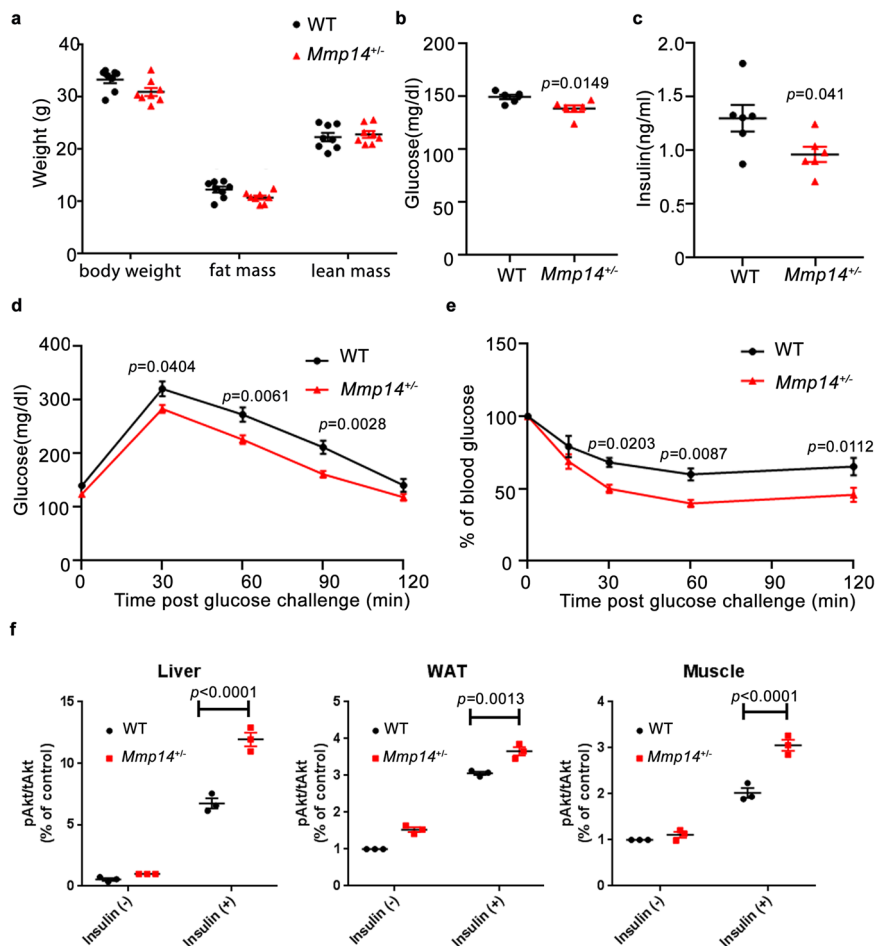 a
WT
Mmp14+/-
Weight (g)
40
30
20
10
0
body weight
fat mass
lean mass
b
Glucose(mg/dl)
200
150
100
50
0
p=0.0149
WT
Mmp14+/-
c
Insulin(ng/ml)
2.0
1.5
1.0
0.5
0
p=0.041
WT
Mmp14+/-
d
Glucose(mg/dl)
400
300
200
100
0
p=0.0404
p=0.0061
p=0.0028
WT
Mmp14+/-
0
30
60
90
120
Time post glucose challenge (min)
e
% of blood glucose
150
100
50
0
p=0.0203
p=0.0087
p=0.0112
WT
Mmp14+/-
0
30
60
90
120
Time post glucose challenge (min)
f
Liver
pAkt/tAkt
(% of control)
15
10
5
0
WT
Mmp14+/-
p<0.0001
Insulin (-)
Insulin (+)
WAT
pAkt/tAkt
(% of control)
5
4
3
2
1
0
WT
Mmp14+/-
p=0.0013
Insulin (-)
Insulin (+)
Muscle
pAkt/tAkt
(% of control)
4
3
2
1
0
WT
Mmp14+/-
p<0.0001
Insulin (-)
Insulin (+)